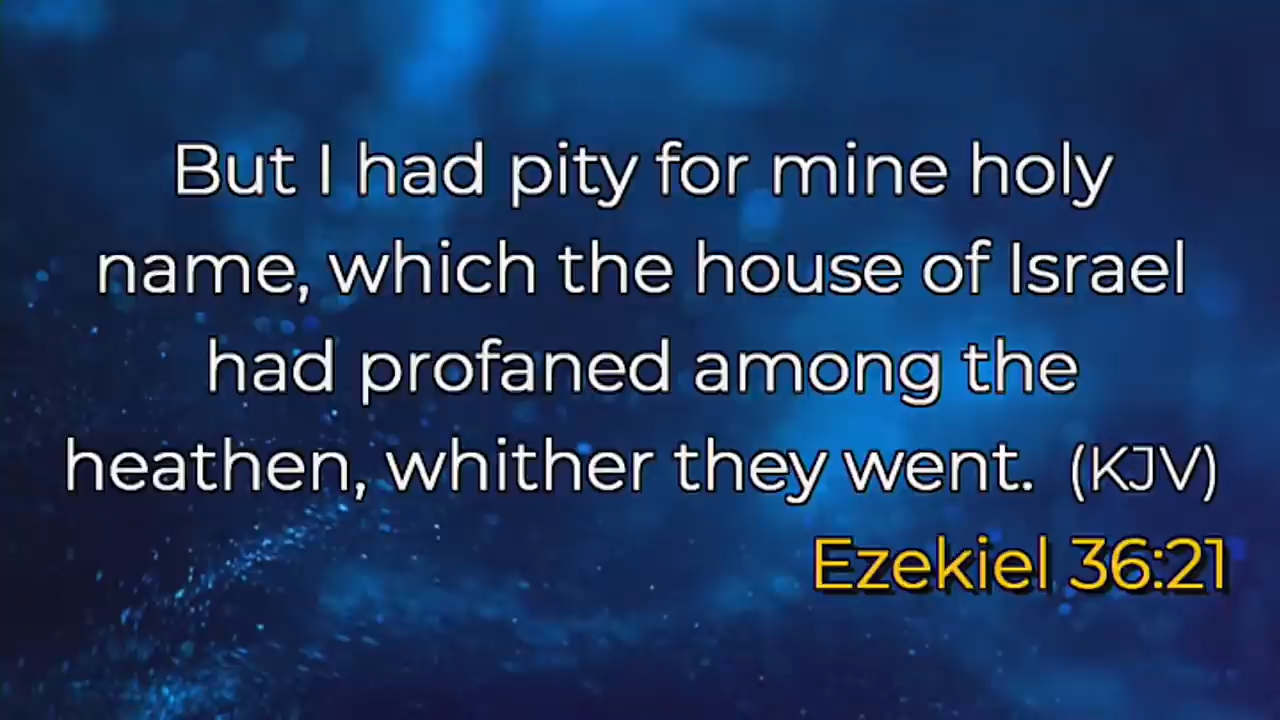 But I had pity for mine holy
name, which the house of Israel
had profaned among the
heathen, whither they went. (KJV)
Ezekiel 36:21